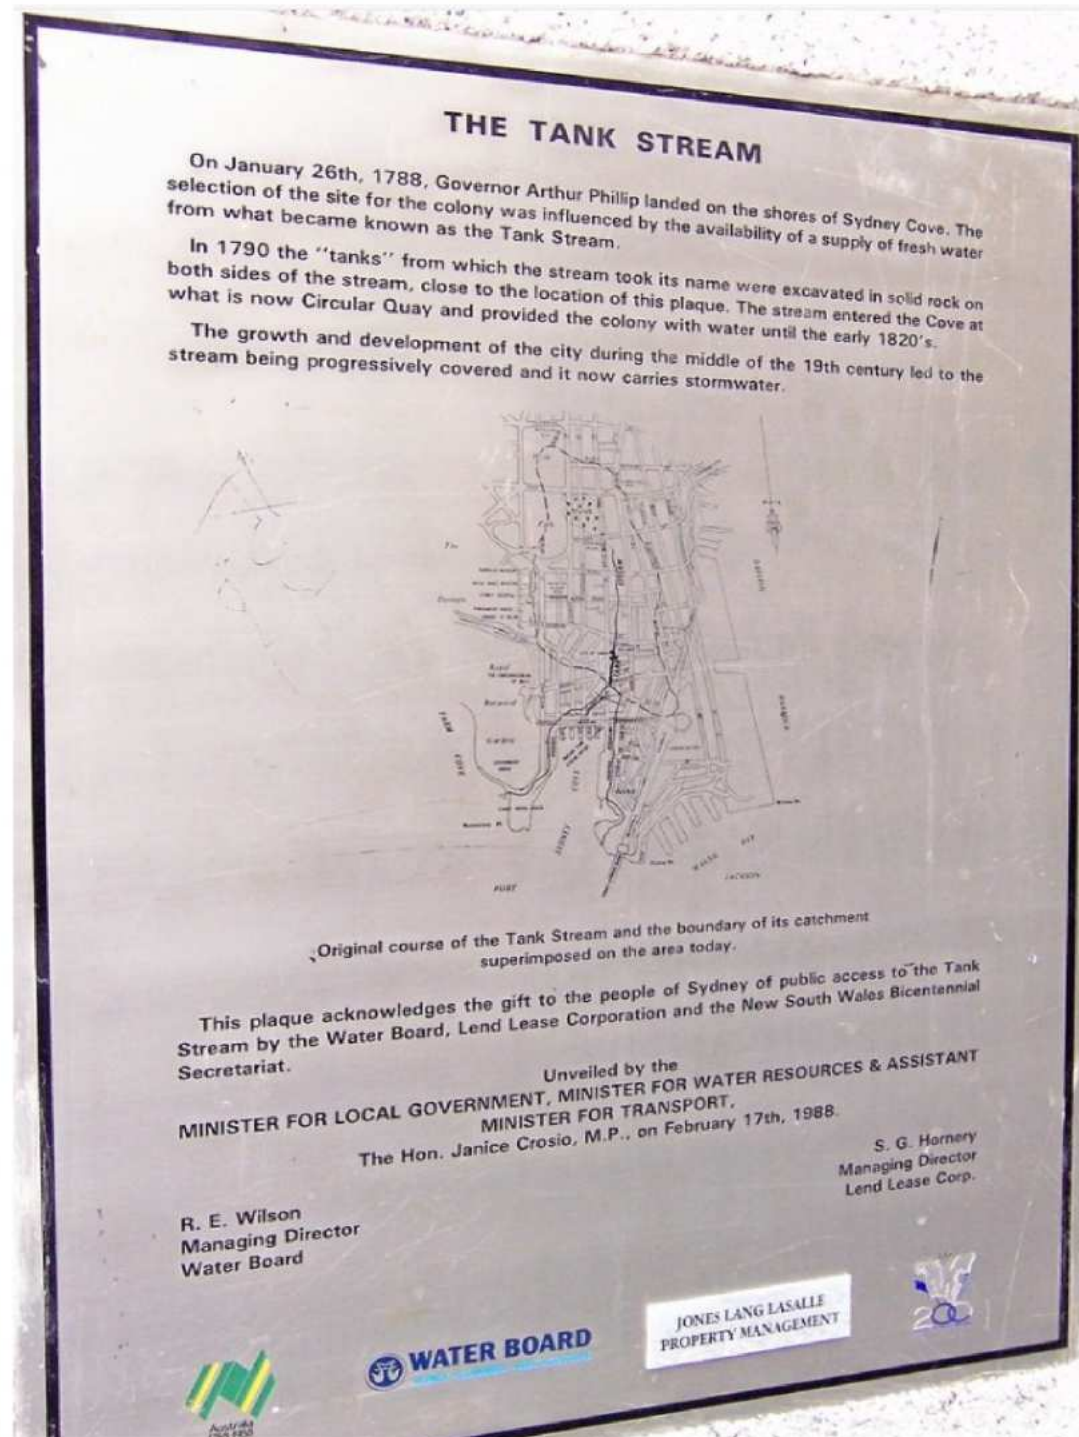 THE TANK STREAM
On January 26th, 1788, Governor Arthur Phillip landed on the shores of Sydney Cove. The
selection of the site for the colony was influenced by the availability of a supply of fresh water
from what became known as the Tank Stream.
In 1790 the "tanks" from which the stream took its name were excavated in solid rock on
both sides of the stream, close to the location of this plaque. The stream entered the Cove at
what is now Circular Quay and provided the colony with water until the early 1820's.
The growth and development of the city during the middle of the 19th century led to the
stream being progressively covered and it now carries stormwater.
The
FARM COVE
PORT
JACKSON
WALSH BAY
Original course of the Tank Stream and the boundary of its catchment
superimposed on the area today.
This plaque acknowledges the gift to the people of Sydney of public access to the Tank
Stream by the Water Board, Lend Lease Corporation and the New South Wales Bicentennial
Secretariat.
Unveiled by the
MINISTER FOR LOCAL GOVERNMENT, MINISTER FOR WATER RESOURCES & ASSISTANT
MINISTER FOR TRANSPORT,
The Hon. Janice Crosio, M.P., on February 17th, 1988.
S. G. Hornery
Managing Director
Lend Lease Corp.
R. E. Wilson
Managing Director
Water Board
Australia
WATER BOARD
JONES LANG LASALLE
PROPERTY MANAGEMENT